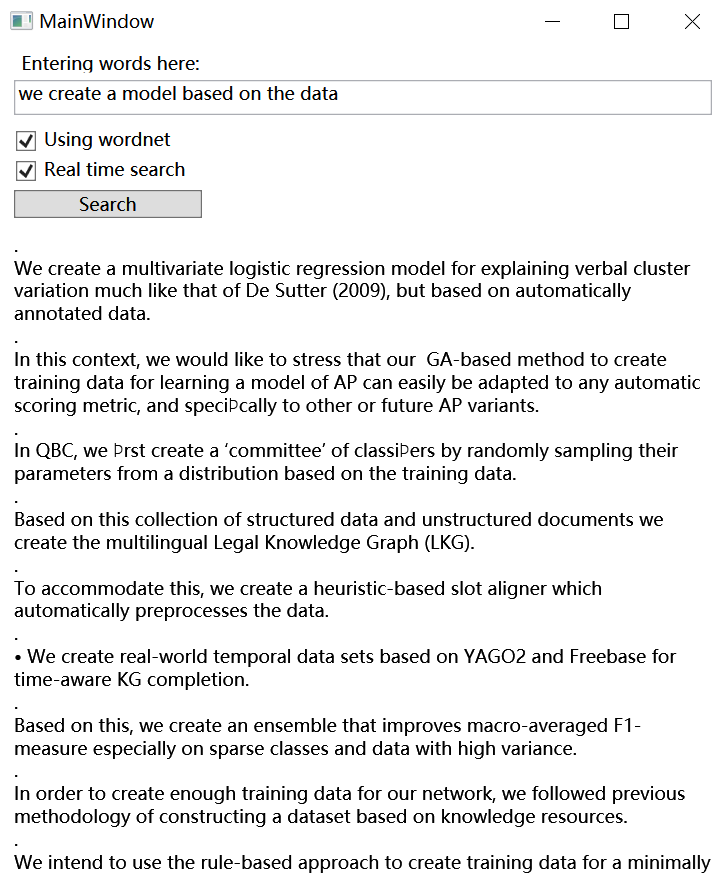 MainWindow
Entering words here:
we create a model based on the data
Using wordnet
Real time search
Search
.
We create a multivariate logistic regression model for explaining verbal cluster
variation much like that of De Sutter (2009), but based on automatically
annotated data.
.
In this context, we would like to stress that our  GA-based method to create
training data for learning a model of AP can easily be adapted to any automatic
scoring metric, and speciÞcally to other or future AP variants.
.
In QBC, we Þrst create a ‘committee’ of classiÞers by randomly sampling their
parameters from a distribution based on the training data.
.
Based on this collection of structured data and unstructured documents we
create the multilingual Legal Knowledge Graph (LKG).
.
To accommodate this, we create a heuristic-based slot aligner which
automatically preprocesses the data.
.
• We create real-world temporal data sets based on YAGO2 and Freebase for
time-aware KG completion.
.
Based on this, we create an ensemble that improves macro-averaged F1-
measure especially on sparse classes and data with high variance.
.
In order to create enough training data for our network, we followed previous
methodology of constructing a dataset based on knowledge resources.
.
We intend to use the rule-based approach to create training data for a minimally